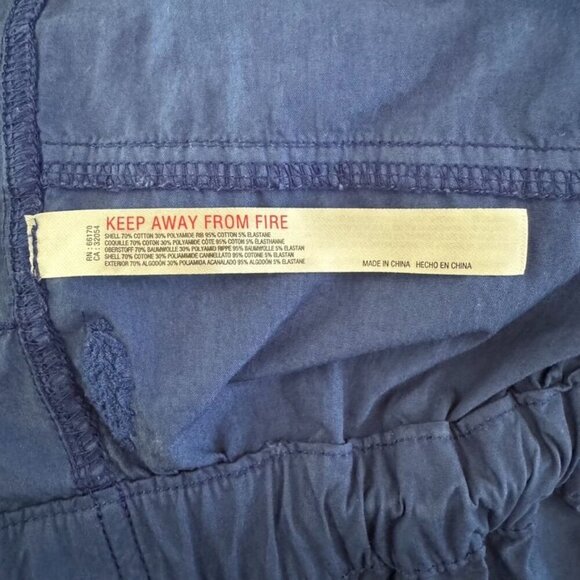 RN : 66170
CA : 32054
KEEP AWAY FROM FIRE
SHELL 70% COTTON 30% POLYAMIDE RIB 95% COTTON 5% ELASTANE
COQUILLE 70% COTON 30% POLYAMIDE CÔTE 95% COTON 5% ÉLASTHANNE
OBERSTOFF 70% BAUMWOLLE 30% POLYAMID RIPPE 95% BAUMWOLLE 5% ELASTAN
SHELL 70% COTONE 30% POLIAMIDE CANNELLATO 95% COTONE 5% ELASTAN
EXTERIOR 70% ALGODÓN 30% POLIAMIDA ACANALADO 95% ALGODÓN 5% ELASTANE
MADE IN CHINA HECHO EN CHINA